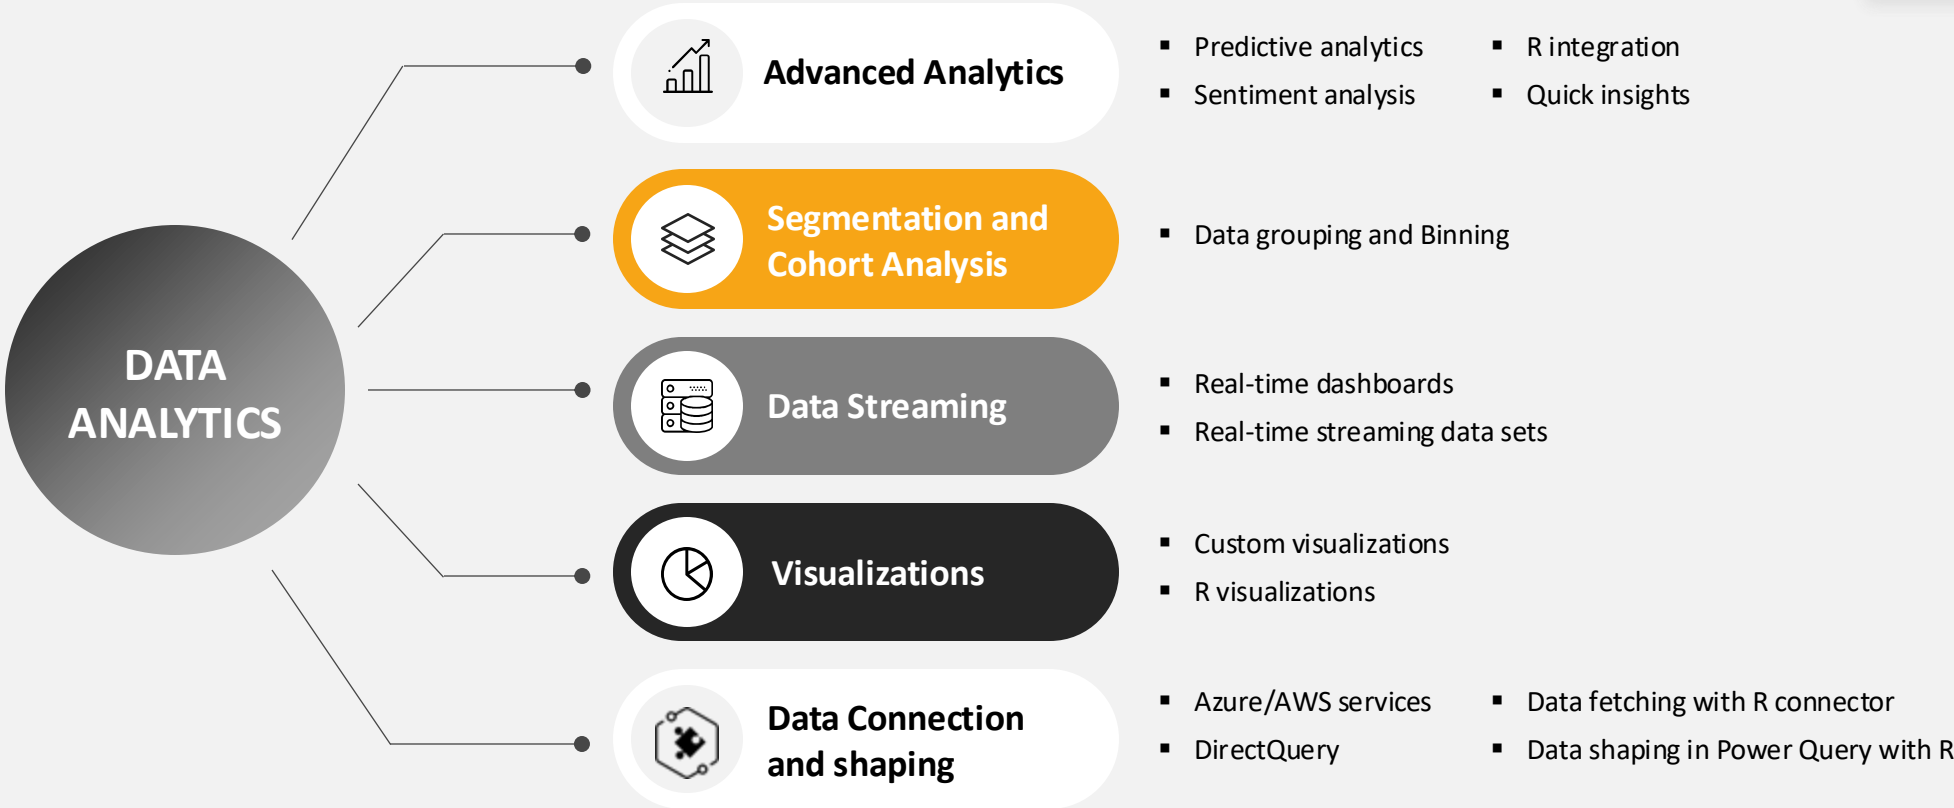 DATA
ANALYTICS
Advanced Analytics
▪ Predictive analytics
▪ Sentiment analysis
▪ R integration
▪ Quick insights
Segmentation and
Cohort Analysis
▪ Data grouping and Binning
Data Streaming
▪ Real-time dashboards
▪ Real-time streaming data sets
Visualizations
▪ Custom visualizations
▪ R visualizations
Data Connection
and shaping
▪ Azure/AWS services
▪ DirectQuery
▪ Data fetching with R connector
▪ Data shaping in Power Query with R